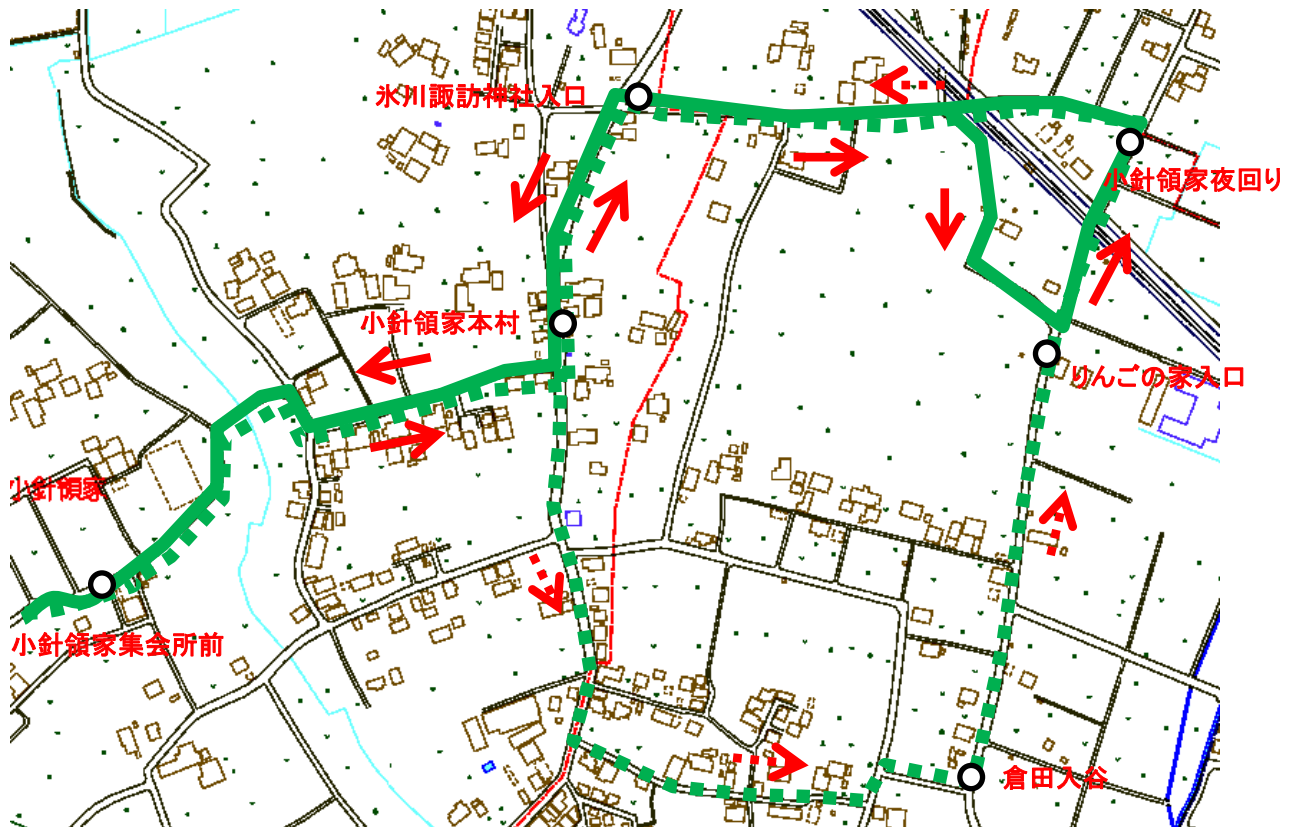 氷川諏訪神社入口
小針領家夜回り
小針領家本村
りんごの家入口
小針領家
小針領家集会所前
倉田入谷